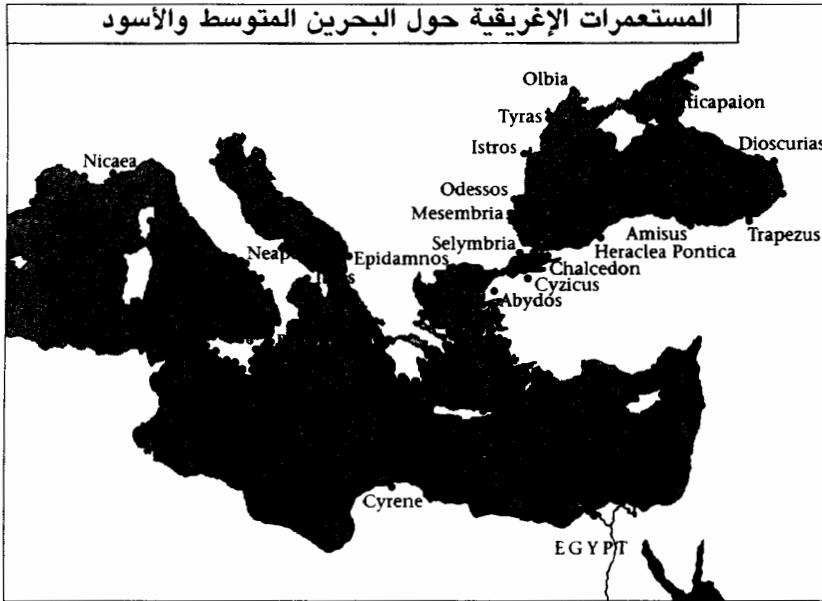 المستعمرات الإغريقية حول البحرين المتوسط والأسود
Olbia
Tyras
Istros
Dioscurias
Nicaea
Odessos
Mesembria
Selymbria
Amisus
Trapezus
Heraclea Pontica
Epidamnos
Chalcedon
Cyzicus
Abydos
Cyrene
EGYPT